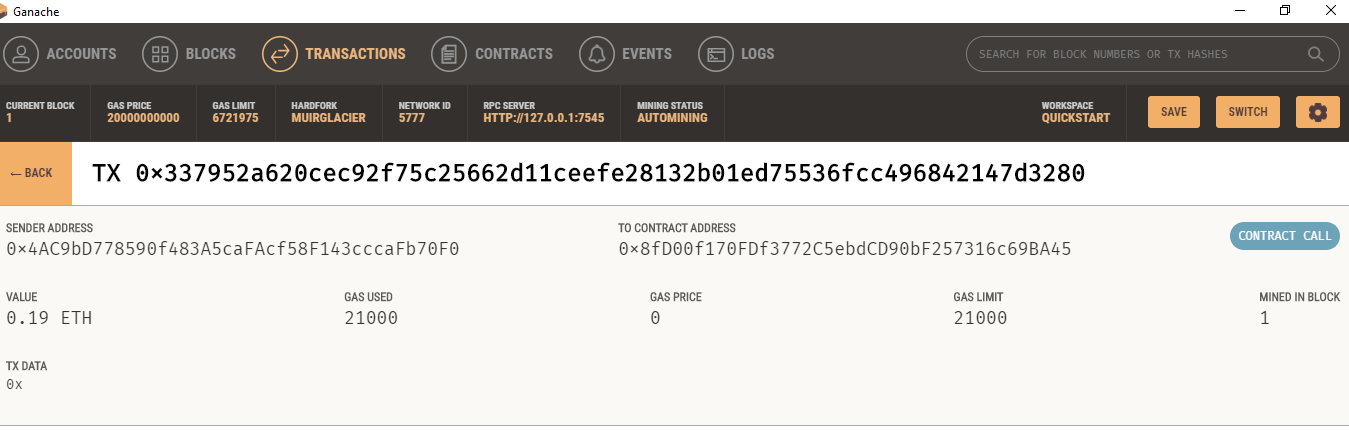 Ganache
ACCOUNTS BLOCKS TRANSACTIONS CONTRACTS EVENTS LOGS SEARCH FOR BLOCK NUMBERS OR TX HASHES
CURRENT BLOCK GAS PRICE GAS LIMIT HARDFORK NETWORK ID RPC SERVER MINING STATUS WORKSPACE
1 20000000000 6721975 MUIRGLACIER 5777 HTTP://127.0.0.1:7545 AUTOMINING QUICKSTART SAVE SWITCH
← BACK TX 0×337952a620cec92f75c25662d11ceefe28132b01ed75536fcc496842147d3280
SENDER ADDRESS TO CONTRACT ADDRESS
0×4AC9bD778590f483A5caFAcf58F143cccaFb70F0 0×8fD00f170FDf3772C5ebdCD90bF257316c69BA45 CONTRACT CALL
VALUE GAS USED GAS PRICE GAS LIMIT MINED IN BLOCK
0.19 ETH 21000 0 21000 1
TX DATA
0x